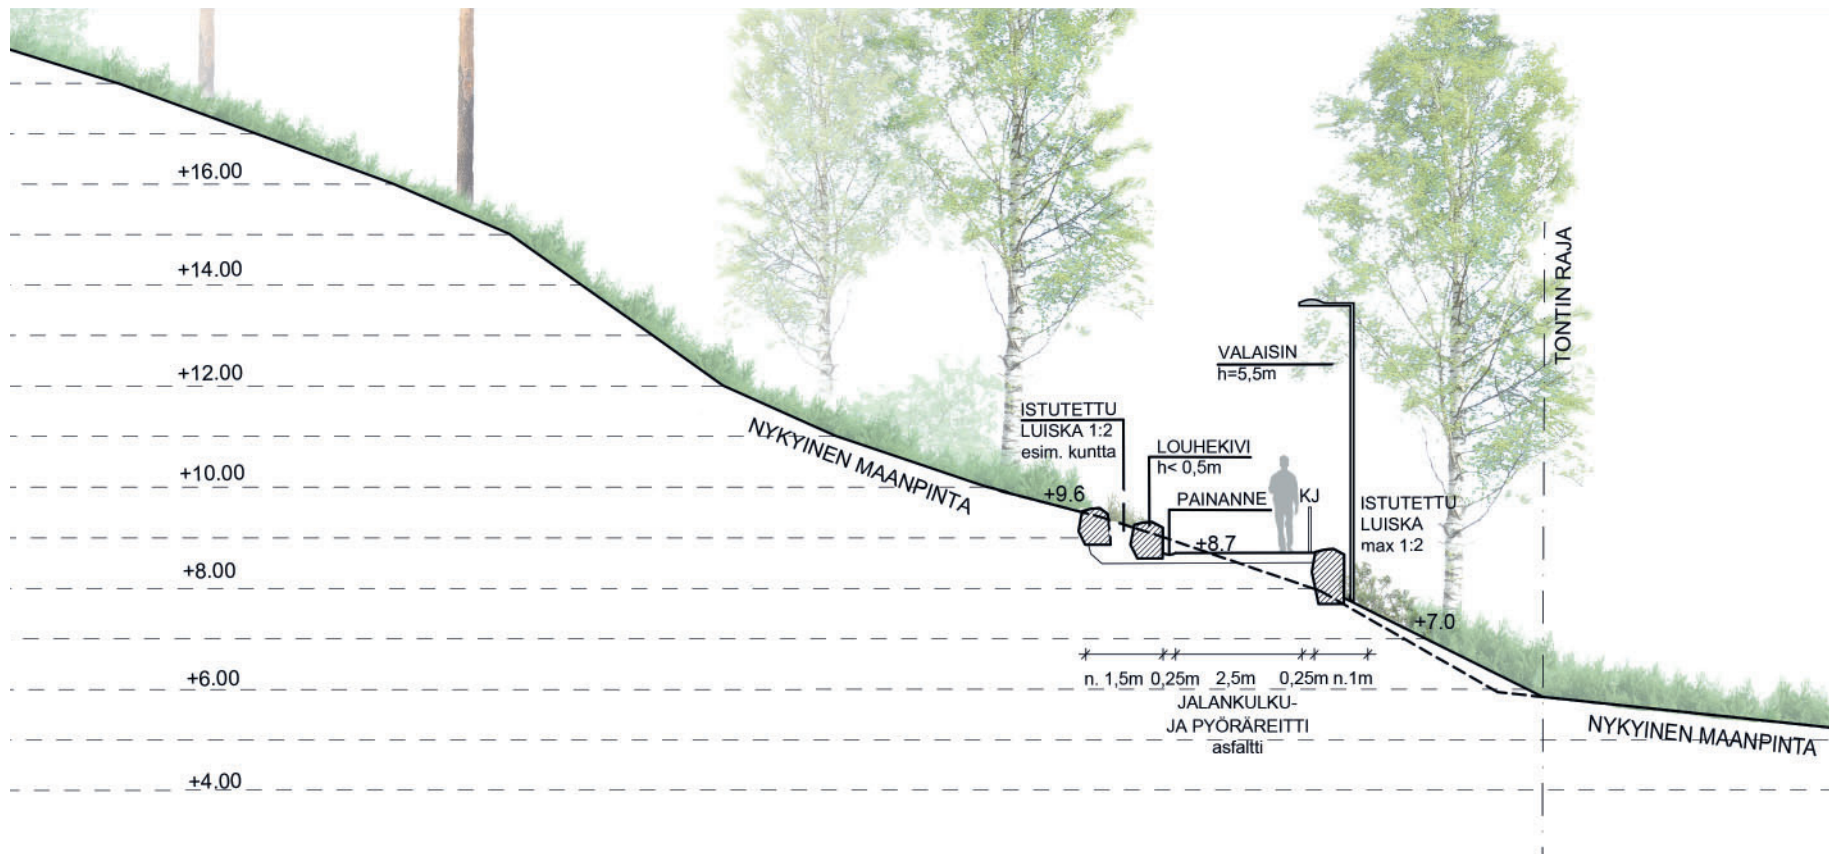 +16.00
+14.00
+12.00
+10.00
+8.00
+6.00
+4.00
NYKYINEN MAANPINTA
ISTUTETTU
LUISKA 1:2
esim. kuntta
+9.6
LOUHEKIVI
h< 0,5m
PAINANNE
+8.7
KJ
VALAISIN
h=5,5m
ISTUTETTU
LUISKA
max 1:2
+7.0
TONTIN RAJA
n. 1,5m 0,25m 2,5m 0,25m n.1m
JALANKULKU-
JA PYÖRÄREITTI
asfaltti
NYKYINEN MAANPINTA